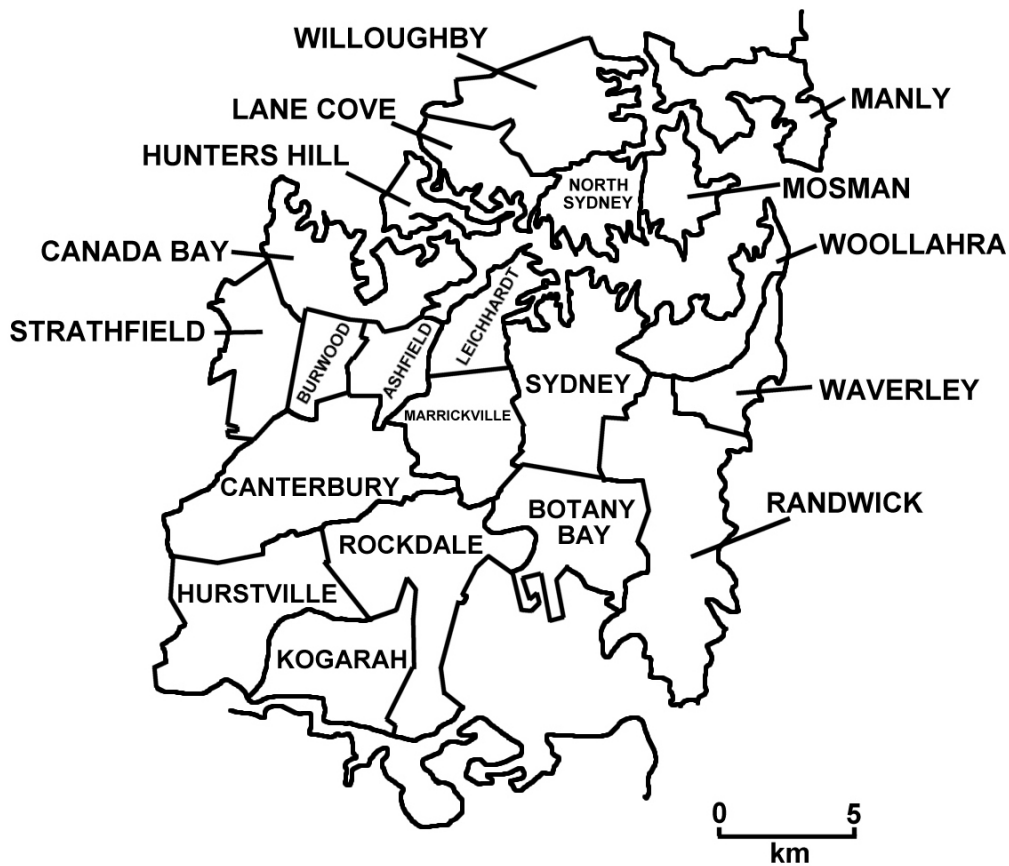 WILLOUGHBY
LANE COVE
MANLY
HUNTERS HILL
NORTH
SYDNEY
MOSMAN
CANADA BAY
WOOLLAHRA
STRATHFIELD
BURWOOD
ASHFIELD
LEICHHARDT
SYDNEY
WAVERLEY
MARRICKVILLE
CANTERBURY
RANDWICK
BOTANY
BAY
ROCKDALE
HURSTVILLE
KOGARAH
0 5
km